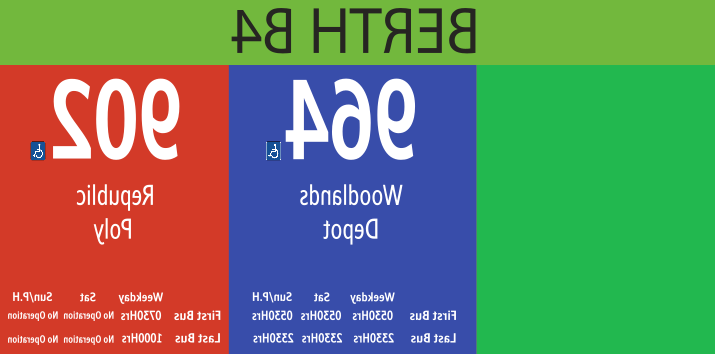 BERTH B4
964
Woodlands
Depot
Weekday Sat Sun/P.H
First Bus 0530Hrs 0530Hrs 0530Hrs
Last Bus 2330Hrs 2330Hrs 2330Hrs
902
Republic
Poly
Weekday Sat Sun/P.H
First Bus 0730Hrs No Operation No Operation
Last Bus 1000Hrs No Operation No Operation